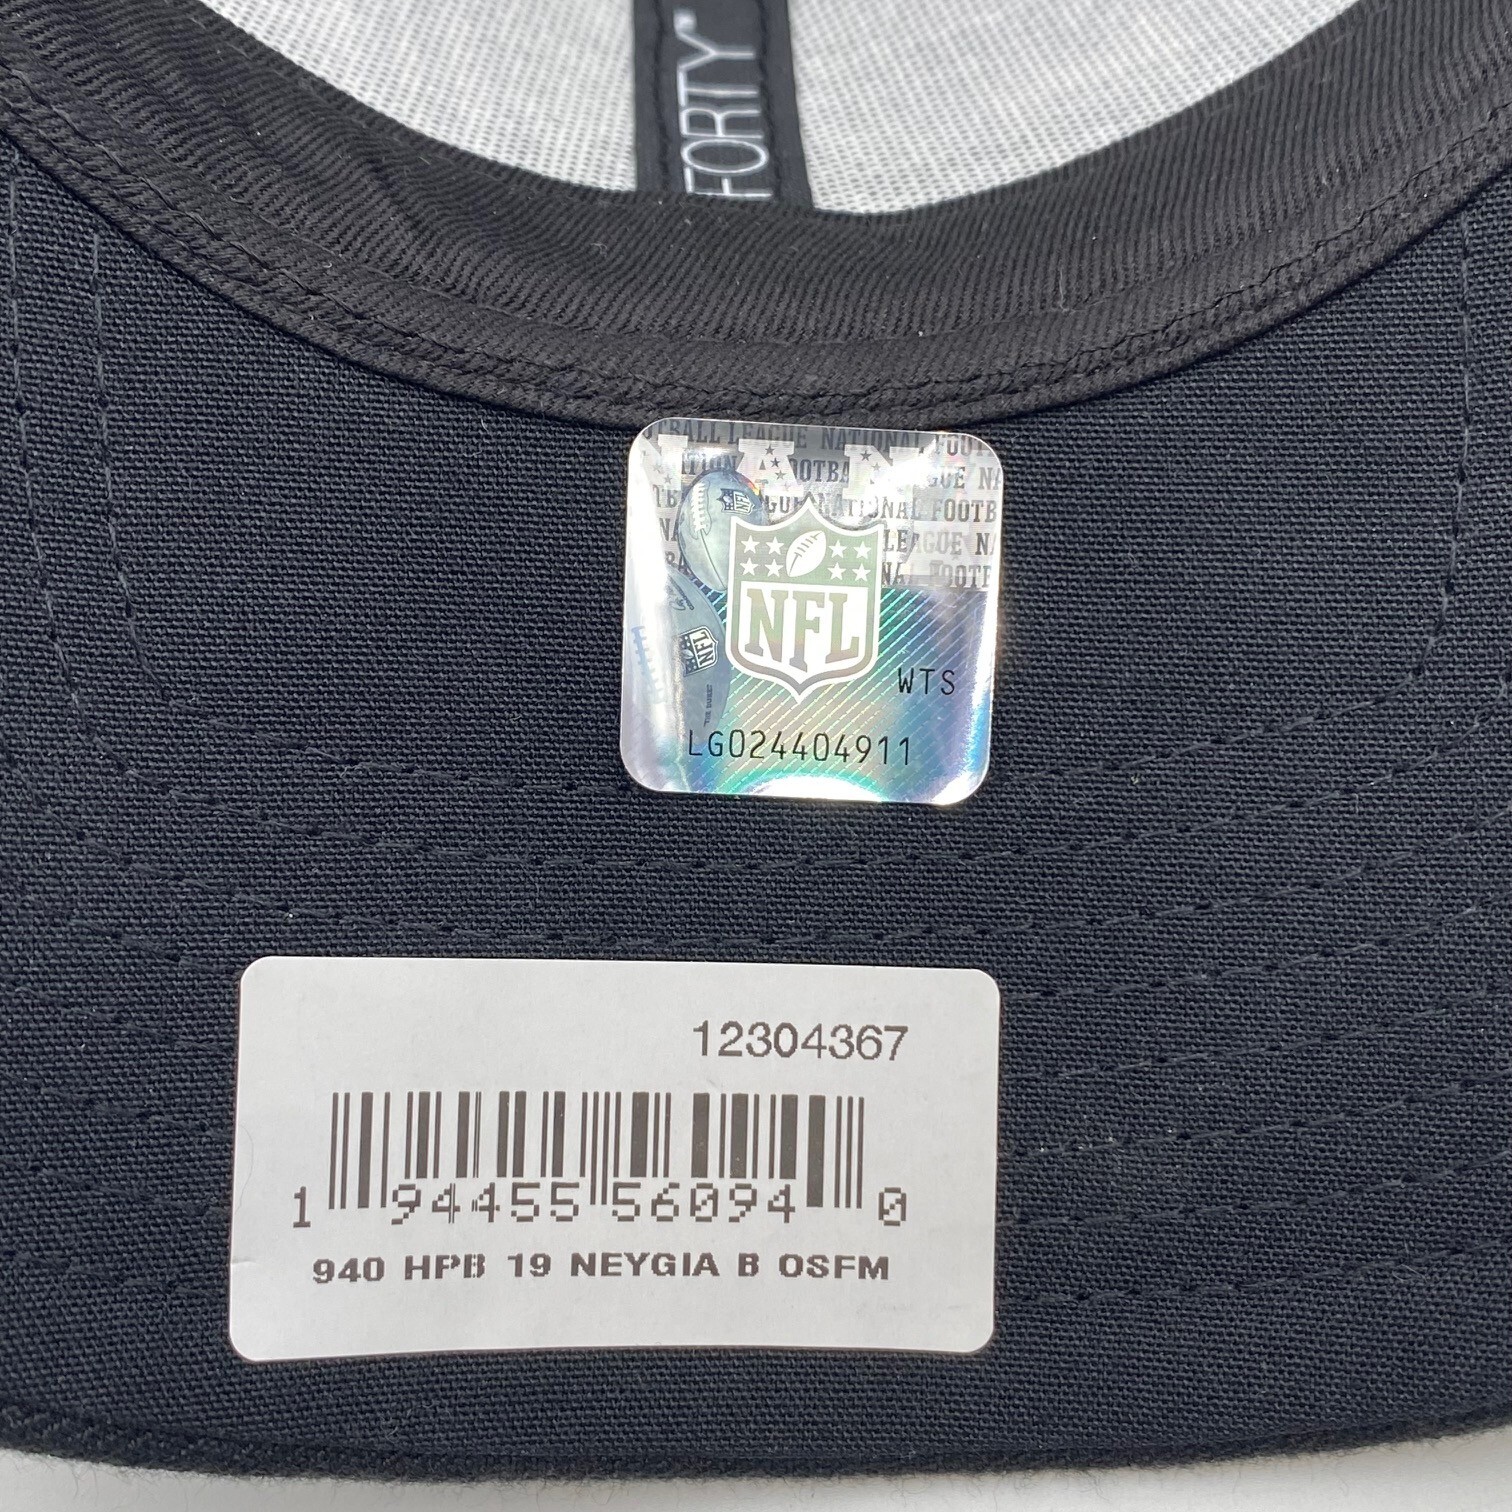 FORTY
NFL
WTS
LG024404911
12304367
1 94455 56094 0
940 HPB 19 NEYGIA B OSFM